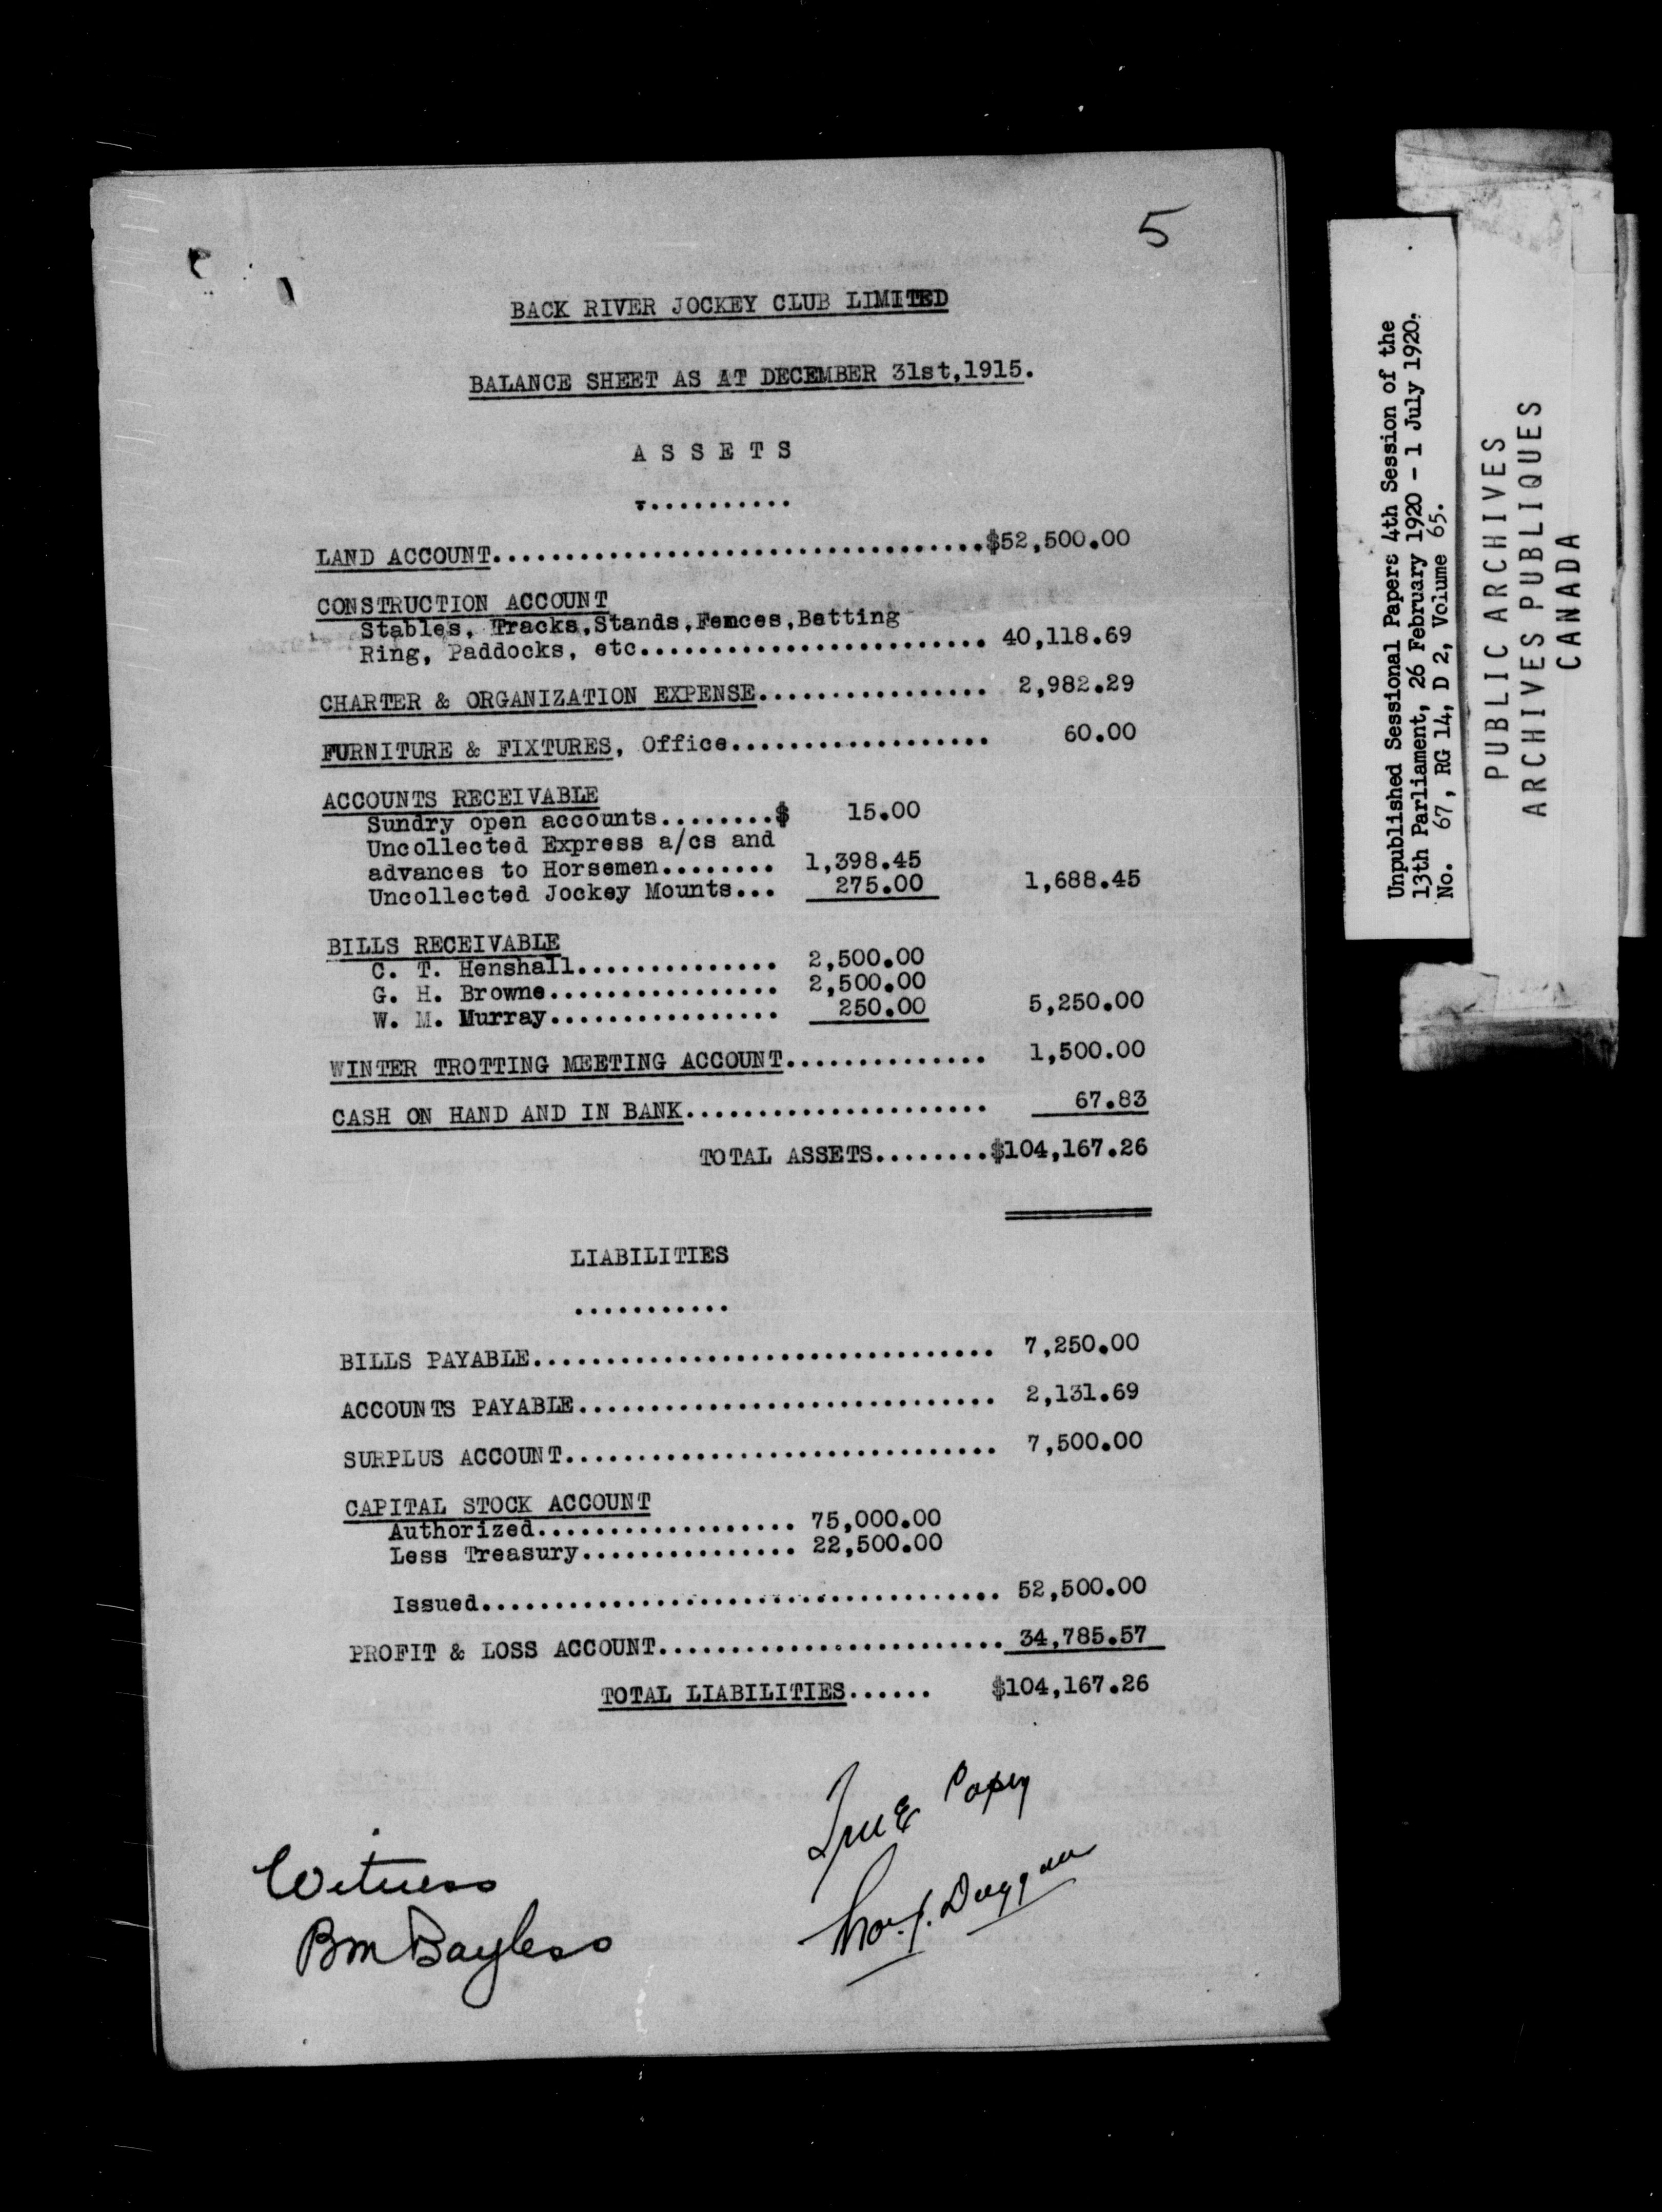 5
BACK RIVER JOCKEY CLUB LIMITED
BALANCE SHEET AS AT DECEMBER 31st,1915.
A S S E T S
LAND ACCOUNT..................................$52,500.00
CONSTRUCTION ACCOUNT
Stables, Tracks,Stands,Femces,Betting
Ring, Paddocks, etc........................ 40,118.69
CHARTER & ORGANIZATION EXPENSE................ 2,982.29
FURNITURE & FIXTURES, Office.................. 60.00
ACCOUNTS RECEIVABLE
Sundry open accounts........$ 15.00
Uncollected Express a/cs and
advances to Horsemen........ 1,398.45
Uncollected Jockey Mounts... 275.00 1,688.45
BILLS RECEIVABLE
C. T. Henshall.............. 2,500.00
G. H. Browne................ 2,500.00
W. M. Murray................ 250.00 5,250.00
WINTER TROTTING MEETING ACCOUNT.............. 1,500.00
CASH ON HAND AND IN BANK..................... 67.83
TOTAL ASSETS........$104,167.26
LIABILITIES
...........
BILLS PAYABLE................................ 7,250.00
ACCOUNTS PAYABLE............................. 2,131.69
SURPLUS ACCOUNT.............................. 7,500.00
CAPITAL STOCK ACCOUNT
Authorized.................. 75,000.00
Less Treasury............... 22,500.00
Issued.................................... 52,500.00
PROFIT & LOSS ACCOUNT........................ 34,785.57
TOTAL LIABILITIES...... $104,167.26
True Copy
Witness
BM Bayless
Thos. J. Duggan
Unpublished Sessional Papers 4th Session of the
13th Parliament, 26 February 1920 - 1 July 1920.
No. 67, RG 14, D 2, Volume 65.
PUBLIC ARCHIVES
ARCHIVES PUBLIQUES
CANADA